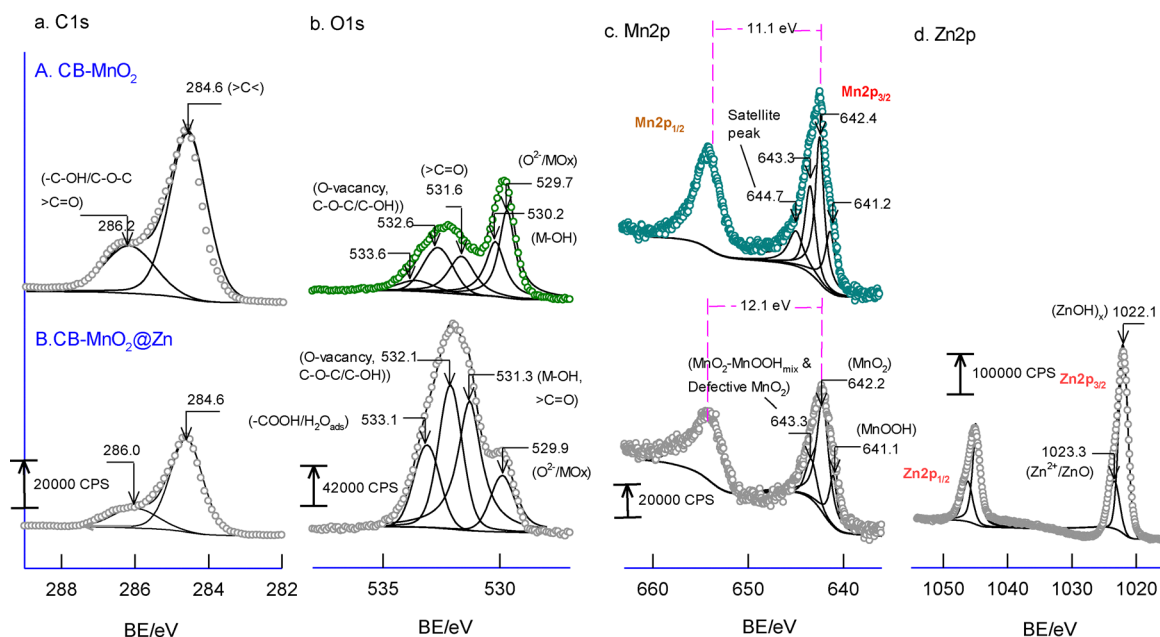 a. C1s
b. O1s
c. Mn2p
d. Zn2p
A. CB-MnO2
284.6 (>C<)
(-C-OH/C-O-C
>C=O)
286.2
(O-vacancy,
C-O-C/C-OH))
532.6
533.6
(>C=O)
531.6
(O2-/MOx)
529.7
530.2
(M-OH)
11.1 eV
Mn2p1/2
Mn2p3/2
Satellite
peak
642.4
643.3
644.7
641.2
B.CB-MnO2@Zn
284.6
286.0
20000 CPS
(O-vacancy,
C-O-C/C-OH))
532.1
(-COOH/H2Oads)
533.1
531.3 (M-OH,
>C=O)
529.9
(O2-/MOx)
42000 CPS
12.1 eV
(MnO2-MnOOHmix &
Defective MnO2)
643.3
(MnO2)
642.2
(MnOOH)
641.1
20000 CPS
(ZnOH)x) 1022.1
100000 CPS
Zn2p3/2
1023.3
(Zn2+/ZnO)
Zn2p1/2
288 286 284 282
535 530
660 650 640
1050 1040 1030 1020
BE/eV
BE/eV
BE/eV
BE/eV